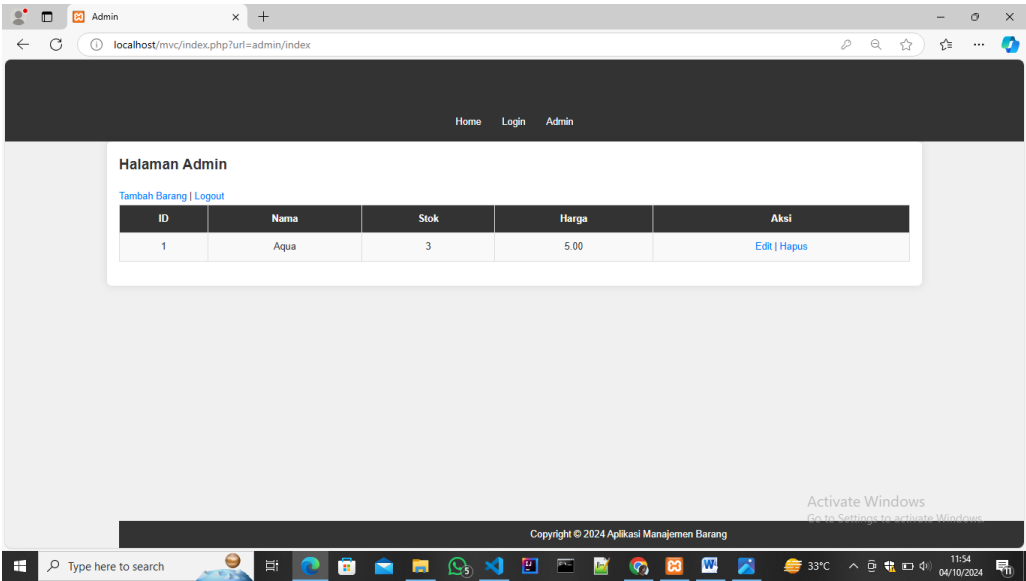 Admin
localhost/mvc/index.php?url=admin/index
Home Login Admin
Halaman Admin
Tambah Barang | Logout
ID Nama Stok Harga Aksi
1 Aqua 3 5.00 Edit | Hapus
Activate Windows
Go to Settings to activate Windows.
Copyright © 2024 Aplikasi Manajemen Barang
Type here to search
5
33°C
11:54
04/10/2024